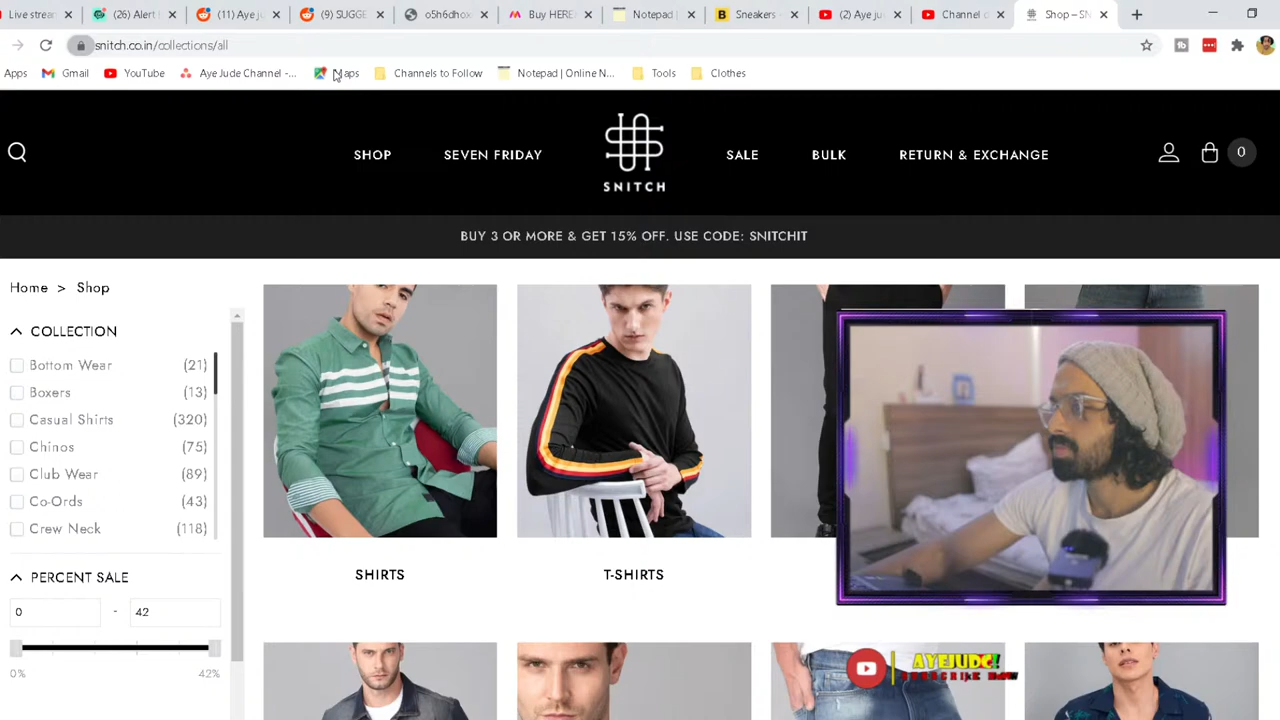 Live stream
(26) Alert
(11) Aye ju
(9) SUGGE
o5h6dhox
Buy HERE
Notepad |
Sneakers
(2) Aye ju
Channel c
Shop – SN
snitch.co.in/collections/all
Apps
Gmail
YouTube
Aye Jude Channel -...
Maps
Channels to Follow
Notepad | Online N...
Tools
Clothes
SHOP
SEVEN FRIDAY
SNITCH
SALE
BULK
RETURN & EXCHANGE
0
BUY 3 OR MORE & GET 15% OFF. USE CODE: SNITCHIT
Home > Shop
COLLECTION
Bottom Wear (21)
Boxers (13)
Casual Shirts (320)
Chinos (75)
Club Wear (89)
Co-Ords (43)
Crew Neck (118)
PERCENT SALE
0 - 42
0% 42%
SHIRTS
T-SHIRTS
AYEJUDE!
SUBSCRIBE NOW